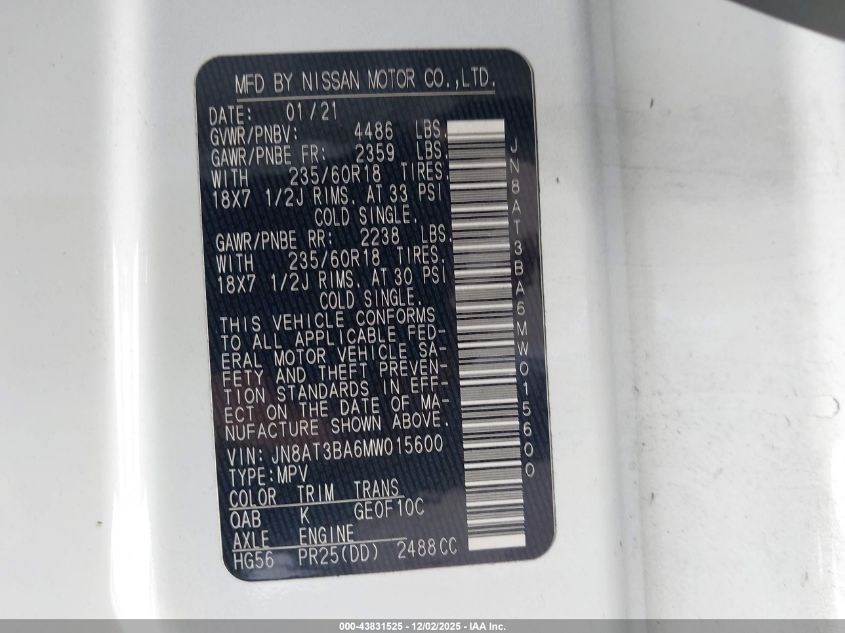 MFD BY NISSAN MOTOR CO.,LTD.
DATE: 01/21
GVWR/PNBV: 4486 LBS.
GAWR/PNBE FR: 2359 LBS.
WITH 235/60R18 TIRES.
18X7 1/2J RIMS. AT 33 PSI
COLD SINGLE.
GAWR/PNBE RR: 2238 LBS.
WITH 235/60R18 TIRES.
18X7 1/2J RIMS. AT 30 PSI
COLD SINGLE.
THIS VEHICLE CONFORMS
TO ALL APPLICABLE FED-
ERAL MOTOR VEHICLE SA-
FETY AND THEFT PREVEN-
TION STANDARDS IN EFF-
ECT ON THE DATE OF MA-
NUFACTURE SHOWN ABOVE.
VIN: JN8AT3BA6MW015600
TYPE:MPV
COLOR TRIM TRANS
QAB K GE0F10C
AXLE ENGINE
HG56 PR25(DD) 2488CC
JN8AT3BA6MW015600
000-43831525 - 12/02/2025 - IAA Inc.